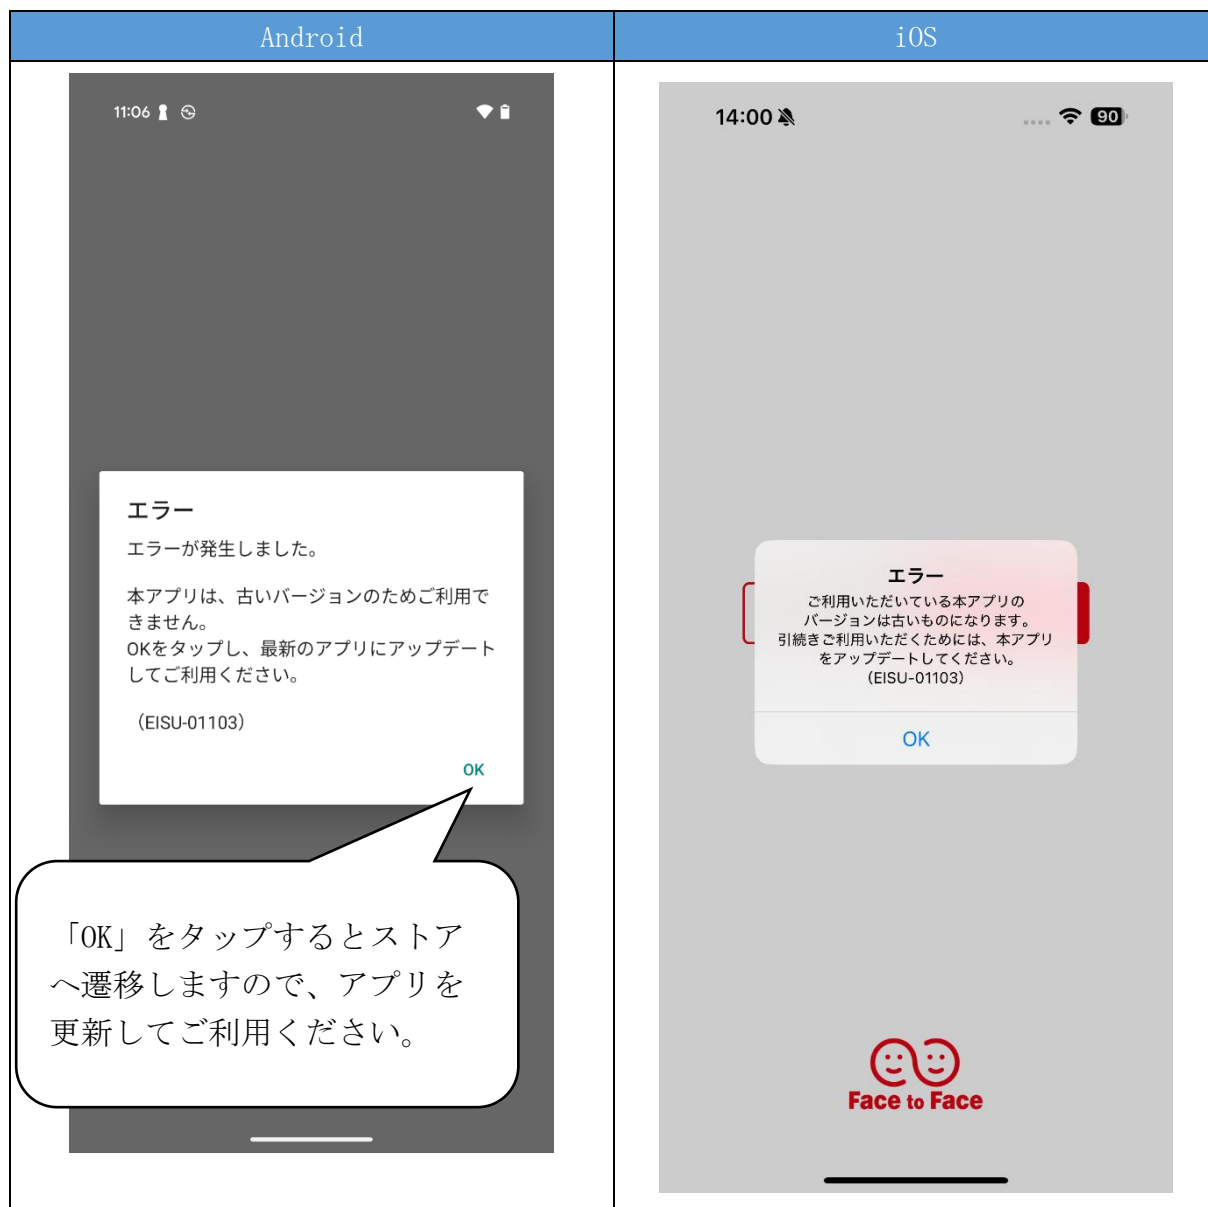 Android
iOS
11:06
エラー
エラーが発生しました。
本アプリは、古いバージョンのためご利用で
きません。
OKをタップし、最新のアプリにアップデート
してご利用ください。
（EISU-01103）
OK
「OK」をタップするとストア
へ遷移しますので、アプリを
更新してご利用ください。
14:00
90
エラー
ご利用いただいている本アプリの
バージョンは古いものになります。
引続きご利用いただくためには、本アプリ
をアップデートしてください。
（EISU-01103）
OK
Face to Face